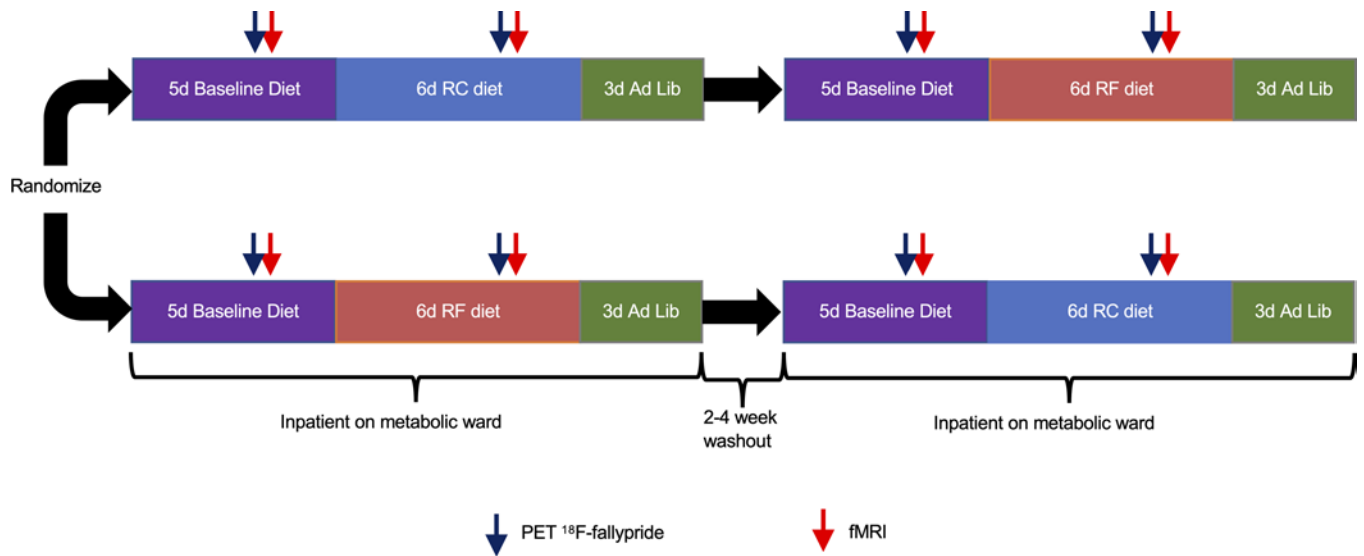 5d Baseline Diet 6d RC diet 3d Ad Lib 5d Baseline Diet 6d RF diet 3d Ad Lib
Randomize
5d Baseline Diet 6d RF diet 3d Ad Lib 5d Baseline Diet 6d RC diet 3d Ad Lib
Inpatient on metabolic ward
2-4 week
washout
Inpatient on metabolic ward
PET ¹⁸F-fallypride
fMRI